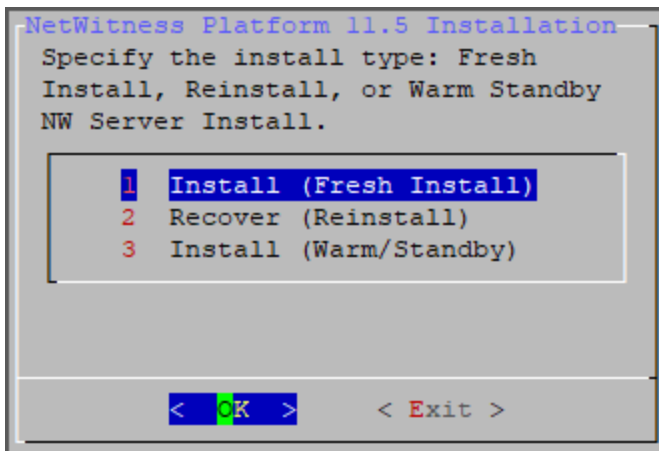 NetWitness Platform 11.5 Installation
Specify the install type: Fresh
Install, Reinstall, or Warm Standby
NW Server Install.
1 Install (Fresh Install)
2 Recover (Reinstall)
3 Install (Warm/Standby)
< OK > < Exit >